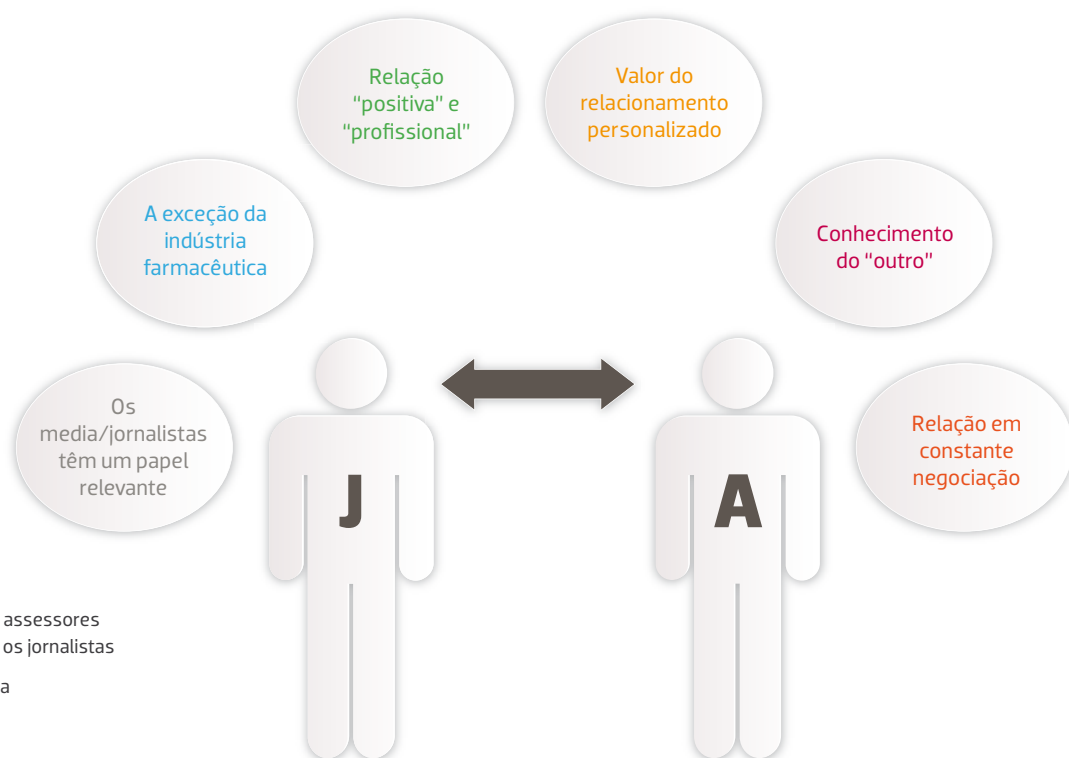 Relação
“positiva” e
“profissional”
Valor do
relacionamento
personalizado
A exceção da
indústria
farmacêutica
Conhecimento
do “outro”
Os
media/jornalistas
têm um papel
relevante
Relação em
constante
negociação
J
A
assessores
os jornalistas
a